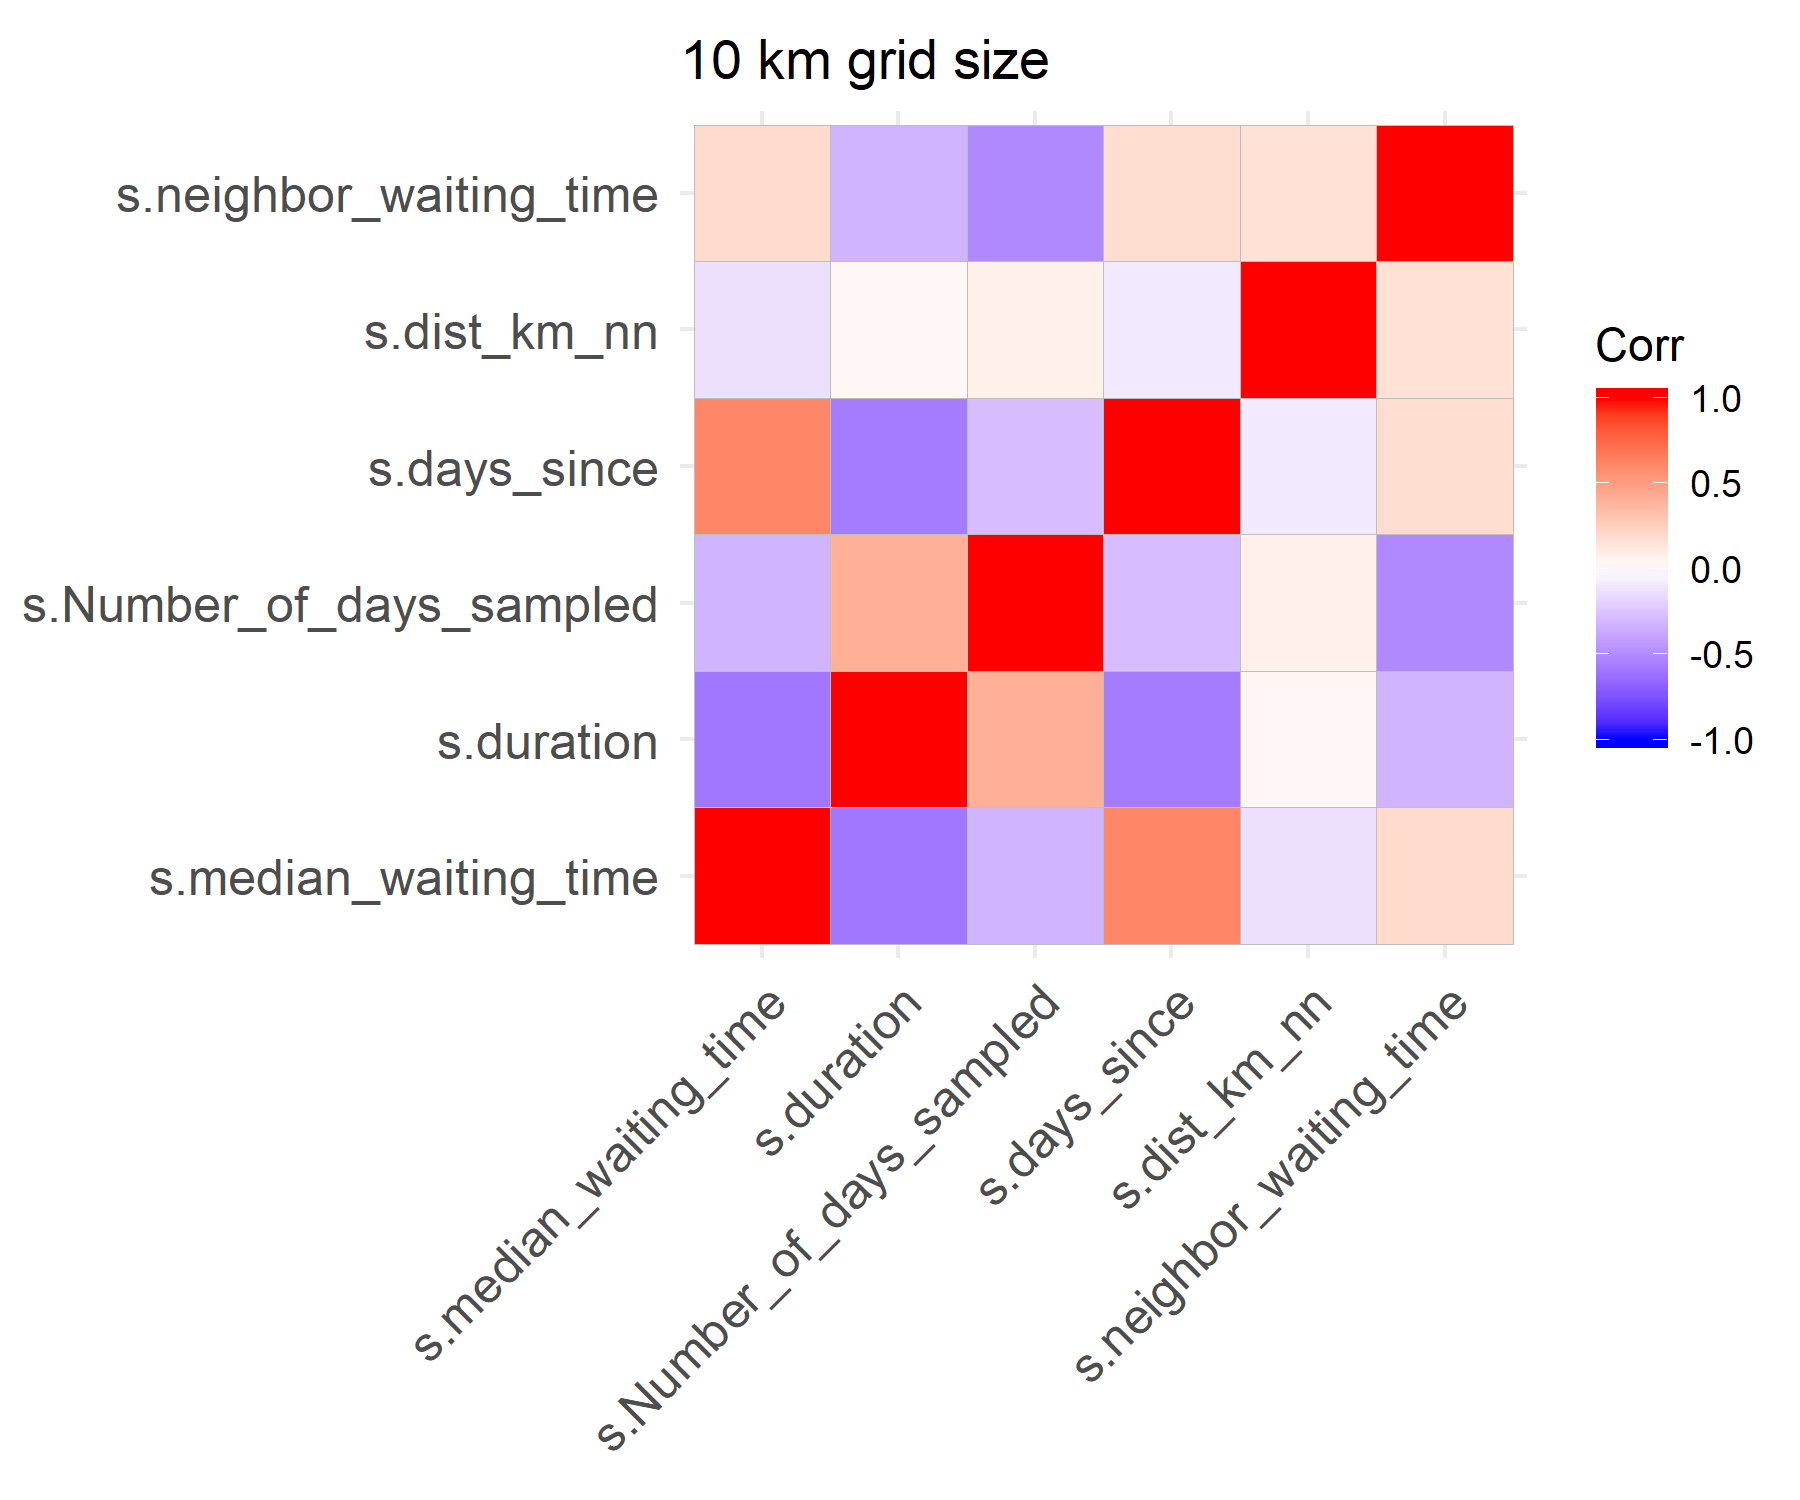 10 km grid size
s.neighbor_waiting_time
s.dist_km_nn
s.days_since
s.Number_of_days_sampled
s.duration
s.median_waiting_time
s.median_waiting_time
s.duration
s.Number_of_days_sampled
s.days_since
s.dist_km_nn
s.neighbor_waiting_time
Corr
1.0
0.5
0.0
-0.5
-1.0